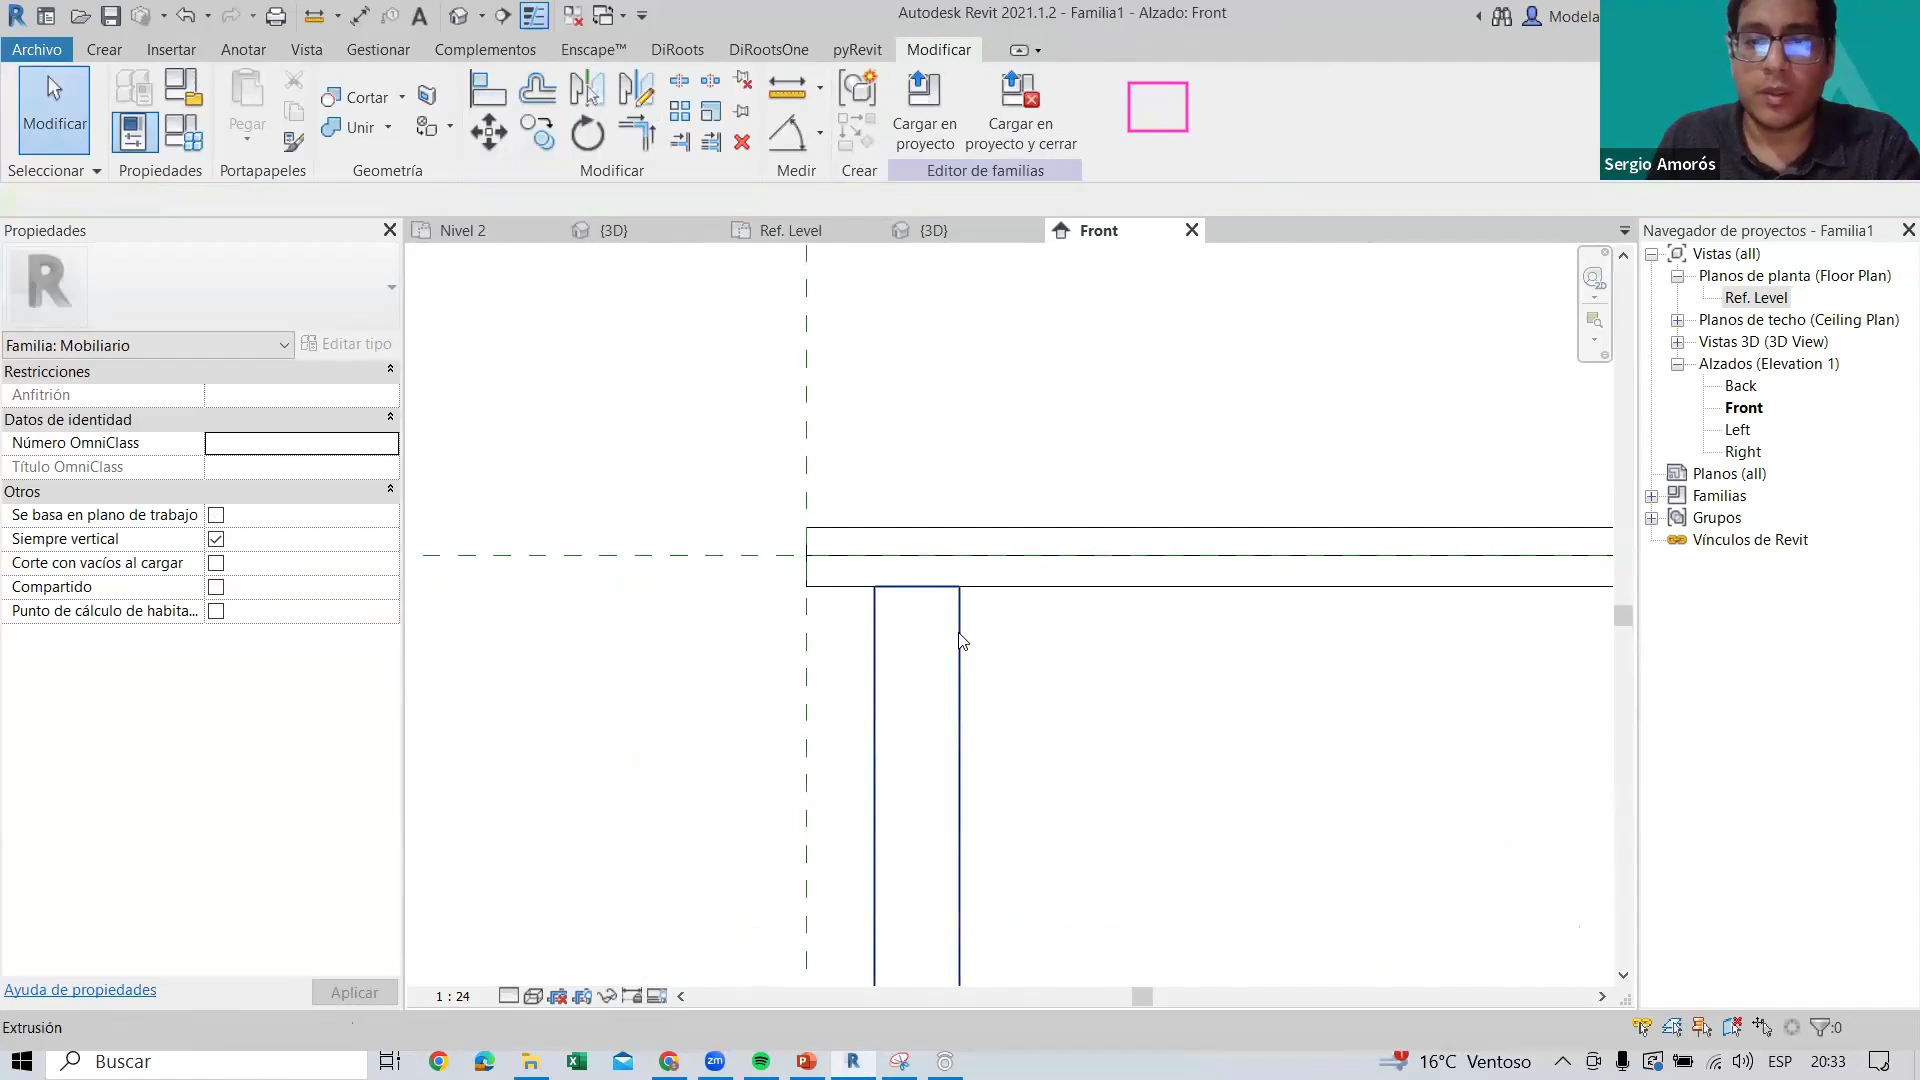 Autodesk Revit 2021.1.2 - Familia1 - Alzado: Front
Modela
Archivo Crear Insertar Anotar Vista Gestionar Complementos Enscape™ DiRoots DiRootsOne pyRevit Modificar
Modificar
Pegar
Cortar
Unir
Cargar en proyecto
Cargar en proyecto y cerrar
Seleccionar Propiedades Portapapeles Geometría Modificar Medir Crear Editor de familias
Sergio Amorós
Propiedades
Nivel 2 {3D} Ref. Level {3D} Front
Navegador de proyectos - Familia1
R
Familia: Mobiliario
Editar tipo
Restricciones
Anfitrión
Datos de identidad
Número OmniClass
Título OmniClass
Otros
Se basa en plano de trabajo
Siempre vertical
Corte con vacíos al cargar
Compartido
Punto de cálculo de habita...
2D
Vistas (all)
Planos de planta (Floor Plan)
Ref. Level
Planos de techo (Ceiling Plan)
Vistas 3D (3D View)
Alzados (Elevation 1)
Back
Front
Left
Right
Planos (all)
Familias
Grupos
Vínculos de Revit
Ayuda de propiedades
Aplicar
1 : 24
Extrusión
:0
Buscar
zm
R
16°C Ventoso
ESP
20:33